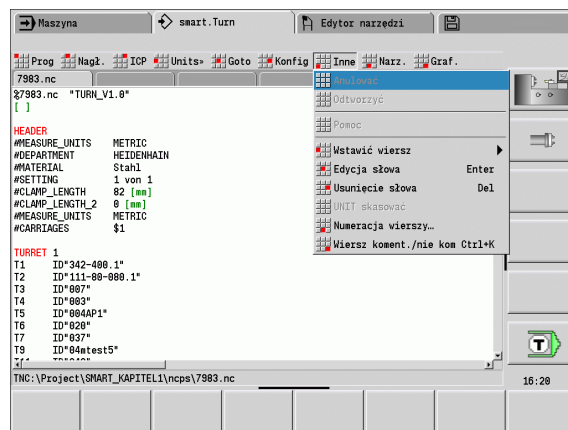 Maszyna
smart.Turn
Edytor narzędzi
Prog Nagł. ICP Units» Goto Konfig Inne Narz. Graf.
7983.nc
%7983.nc "TURN_V1.0"
[ ]
HEADER
#MEASURE_UNITS METRIC
#DEPARTMENT HEIDENHAIN
#MATERIAL Stahl
#SETTING 1 von 1
#CLAMP_LENGTH 82 [mm]
#CLAMP_LENGTH_2 0 [mm]
#MEASURE_UNITS METRIC
#CARRIAGES $1
TURRET 1
T1 ID"342-400.1"
T2 ID"111-80-080.1"
T3 ID"007"
T4 ID"003"
T5 ID"004AP1"
T6 ID"020"
T7 ID"037"
T9 ID"04mtest5"
Anulować
Odtworzyć
Pomoc
Wstawić wiersz
Edycja słowa Enter
Usunięcie słowa Del
UNIT skasować
Numeracja wierszy…
Wiersz koment./nie kom Ctrl+K
T
TNC:\Project\SMART_KAPITEL1\ncps\7983.nc
16:20